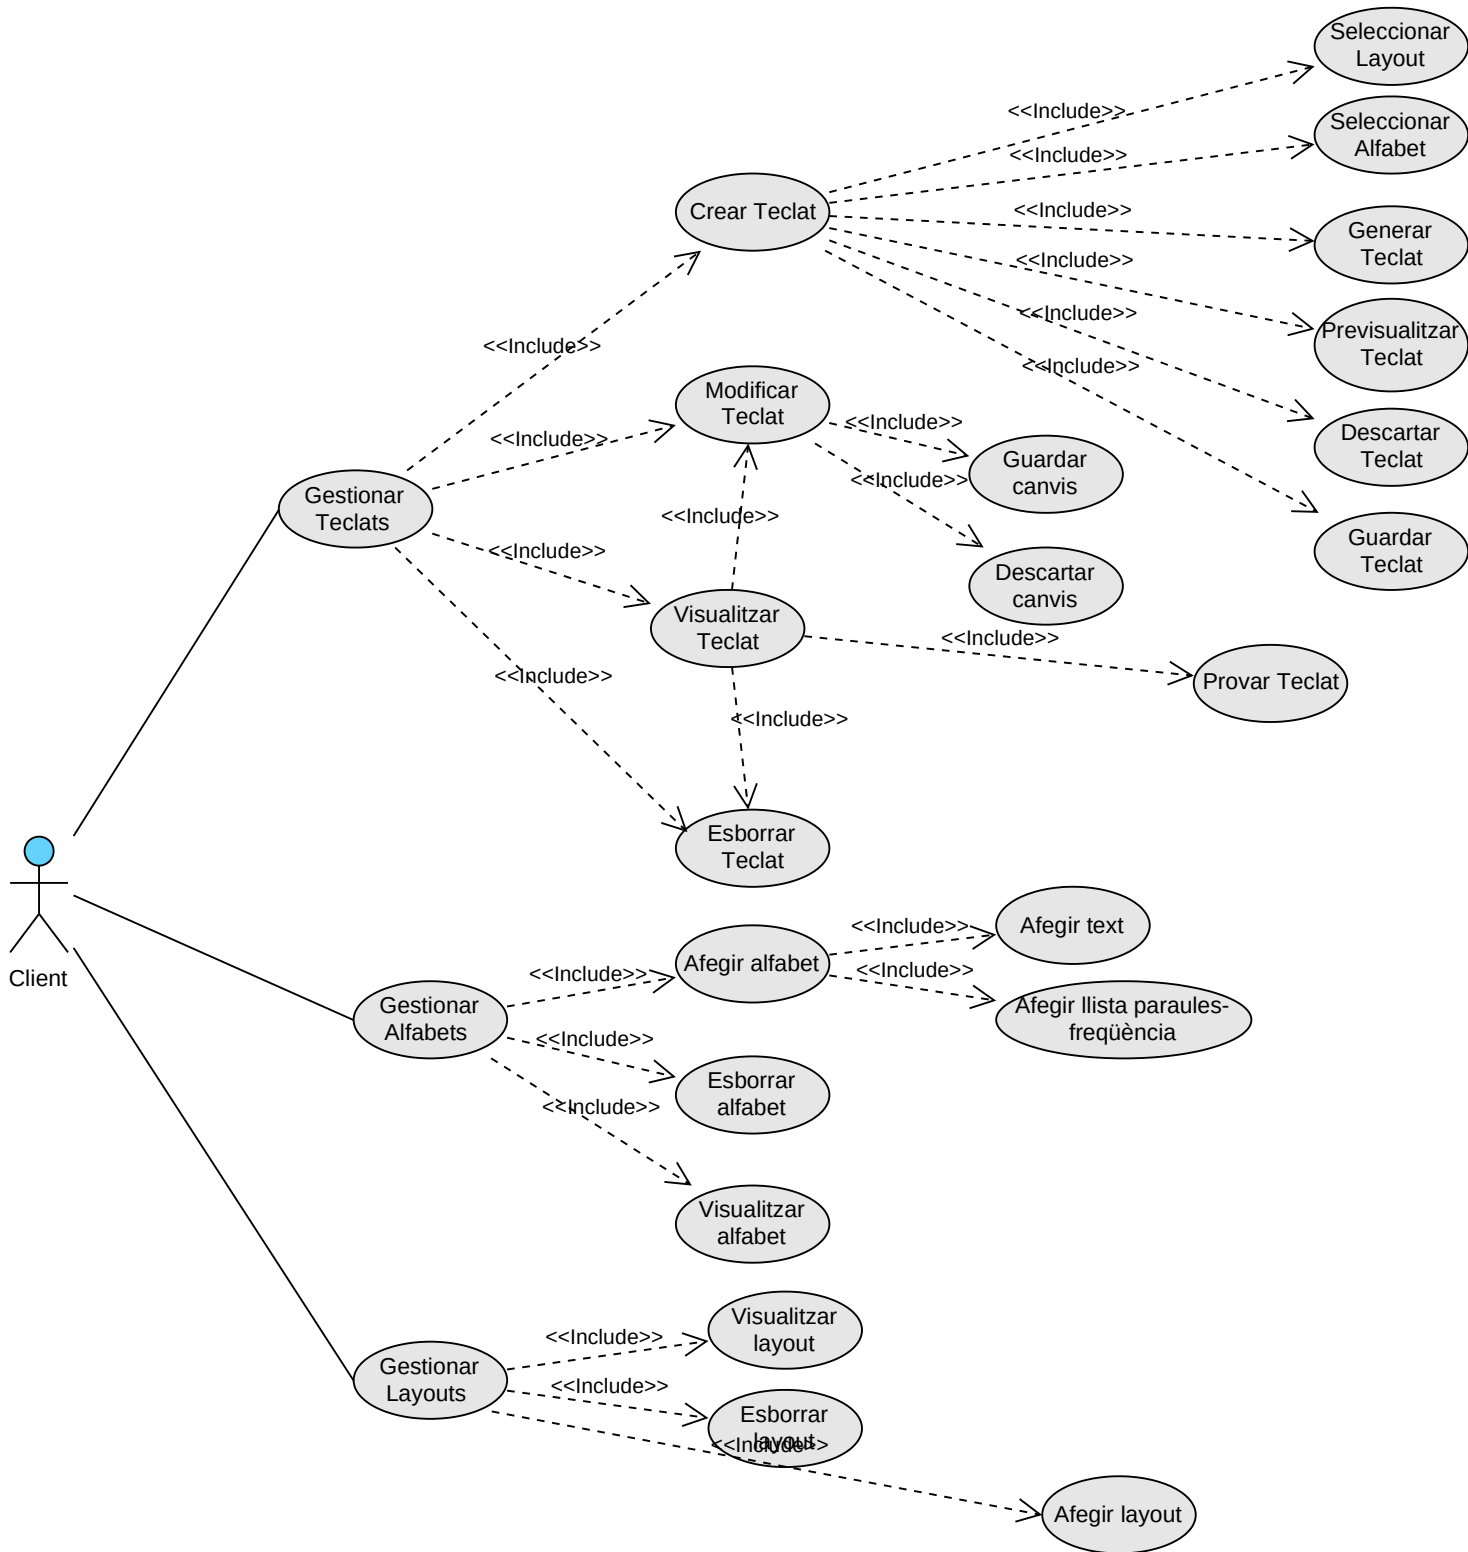 Seleccionar
Layout
<<Include>>
Seleccionar
Alfabet
<<Include>>
Crear Teclat
<<Include>>
Generar
Teclat
<<Include>>
Previsualitzar
Teclat
<<Include>>
<<Include>>
<<Include>>
Modificar
Teclat
<<Include>>
<<Include>>
Descartar
Teclat
Guardar
canvis
<<Include>>
Gestionar
Teclats
<<Include>>
<<Include>>
Guardar
Teclat
Descartar
canvis
Visualitzar
Teclat
<<Include>>
<<Include>>
Provar Teclat
<<Include>>
Esborrar
Teclat
Client
<<Include>>
Afegir text
Afegir alfabet
<<Include>>
<<Include>>
Gestionar
Alfabets
Afegir llista paraules-
freqüència
<<Include>>
Esborrar
alfabet
<<Include>>
Visualitzar
alfabet
Visualitzar
layout
<<Include>>
Gestionar
Layouts
<<Include>>
Esborrar
layout
<<Include>>
Afegir layout